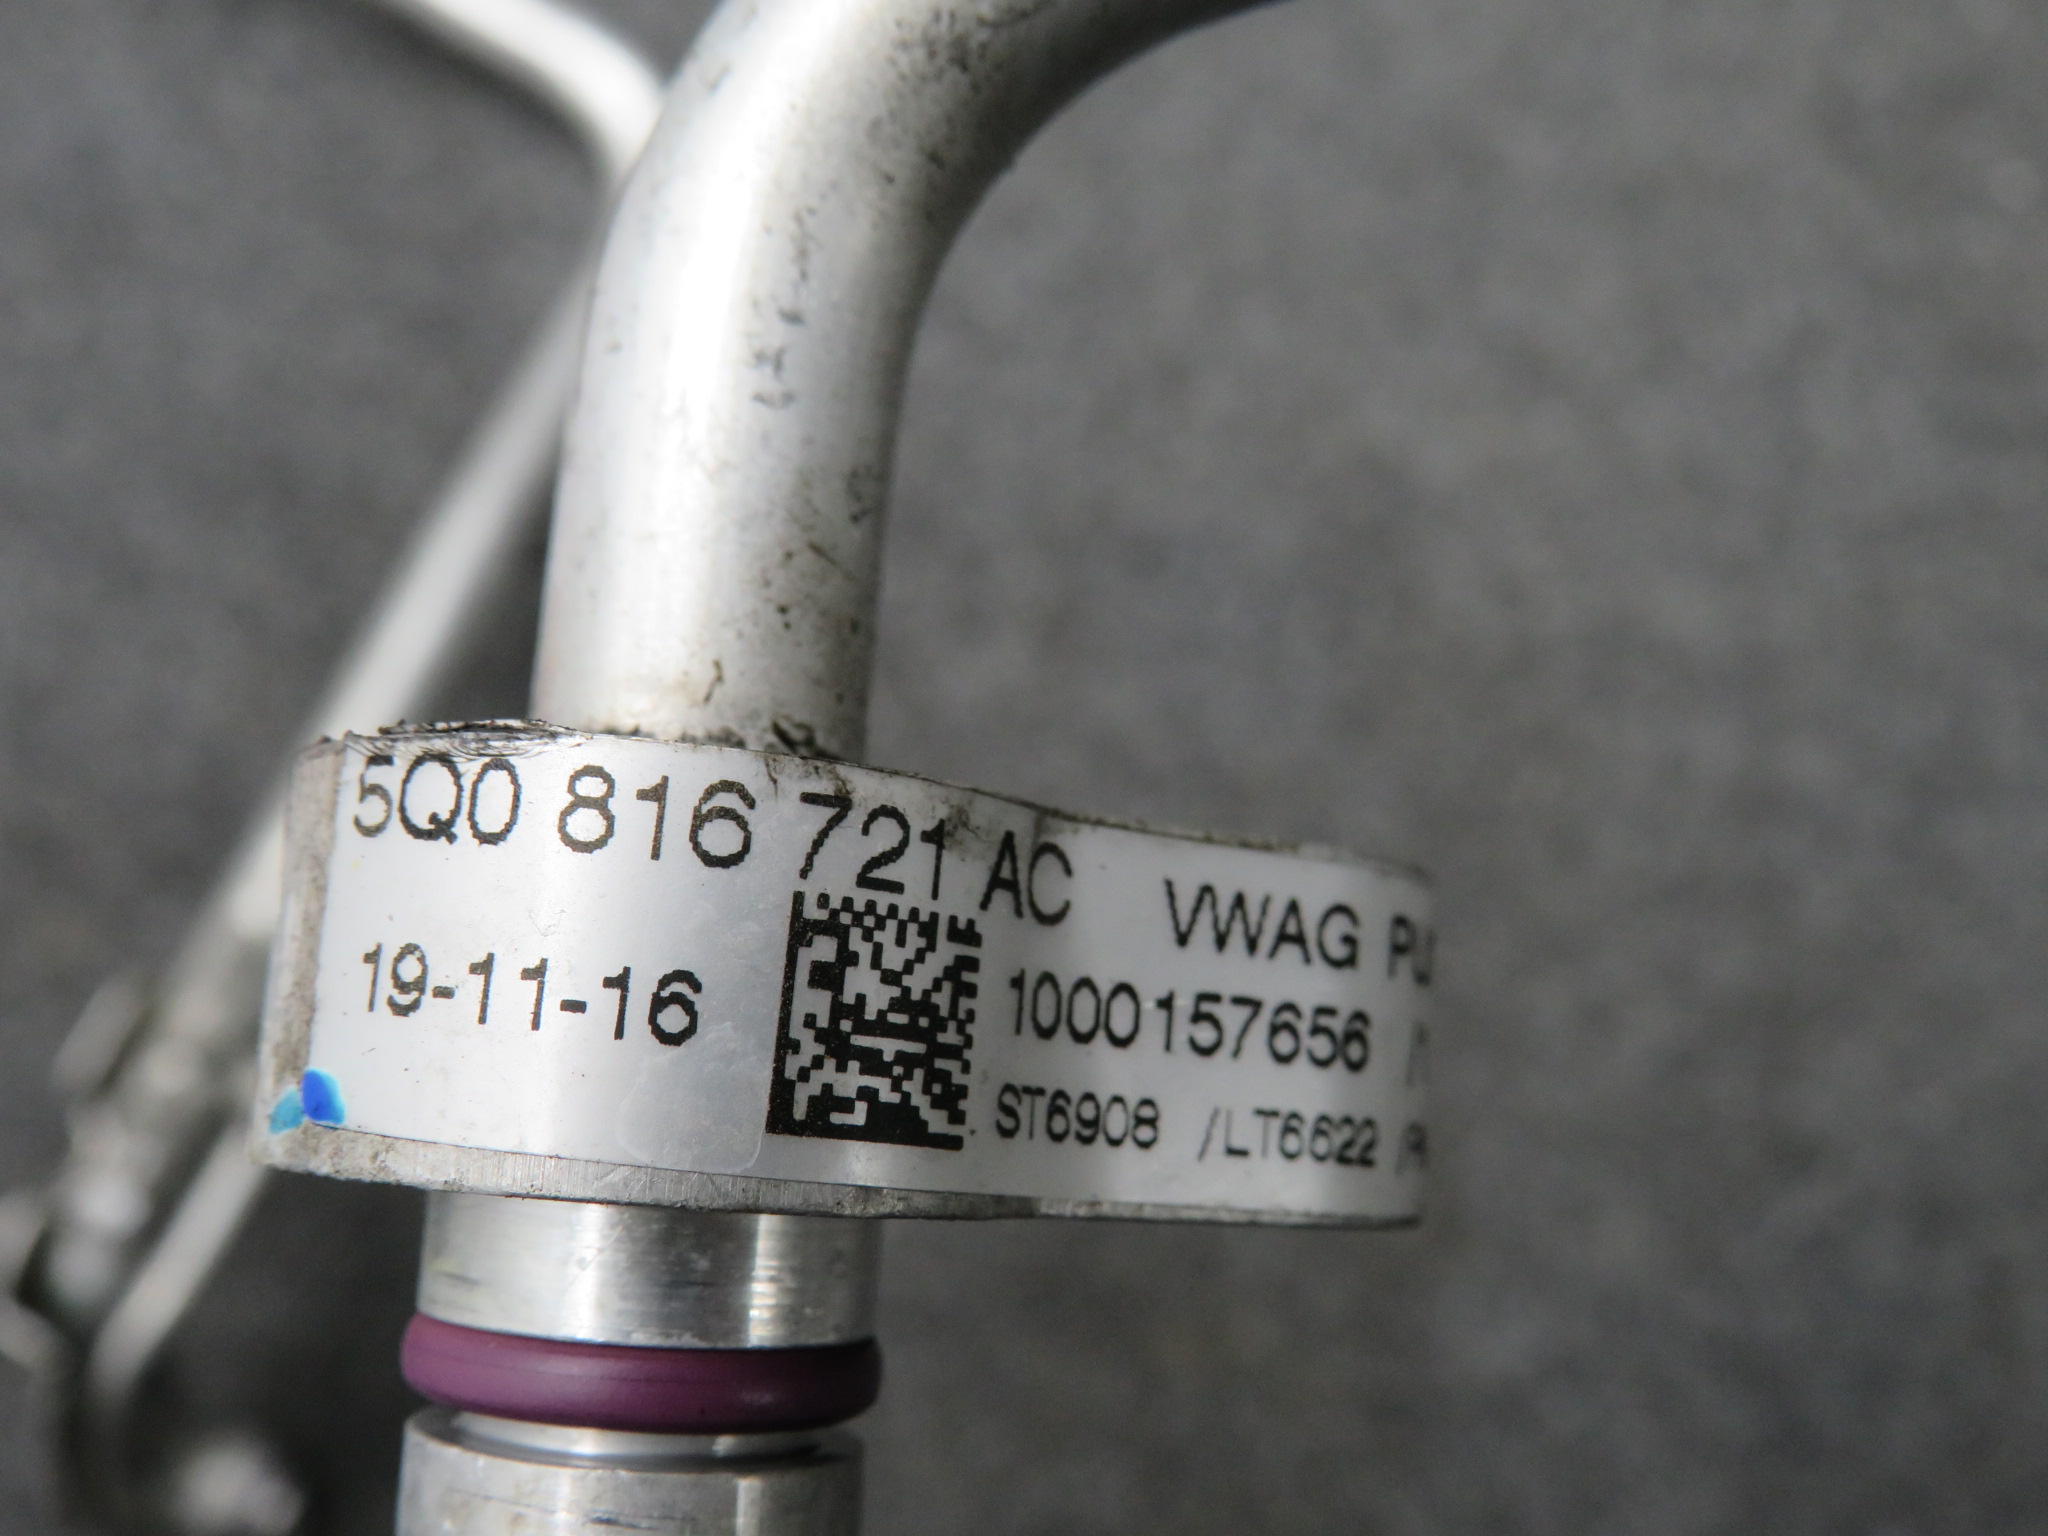 5Q0 816 721 AC VWAG
19-11-16 1000157656
ST6908 /LT6622